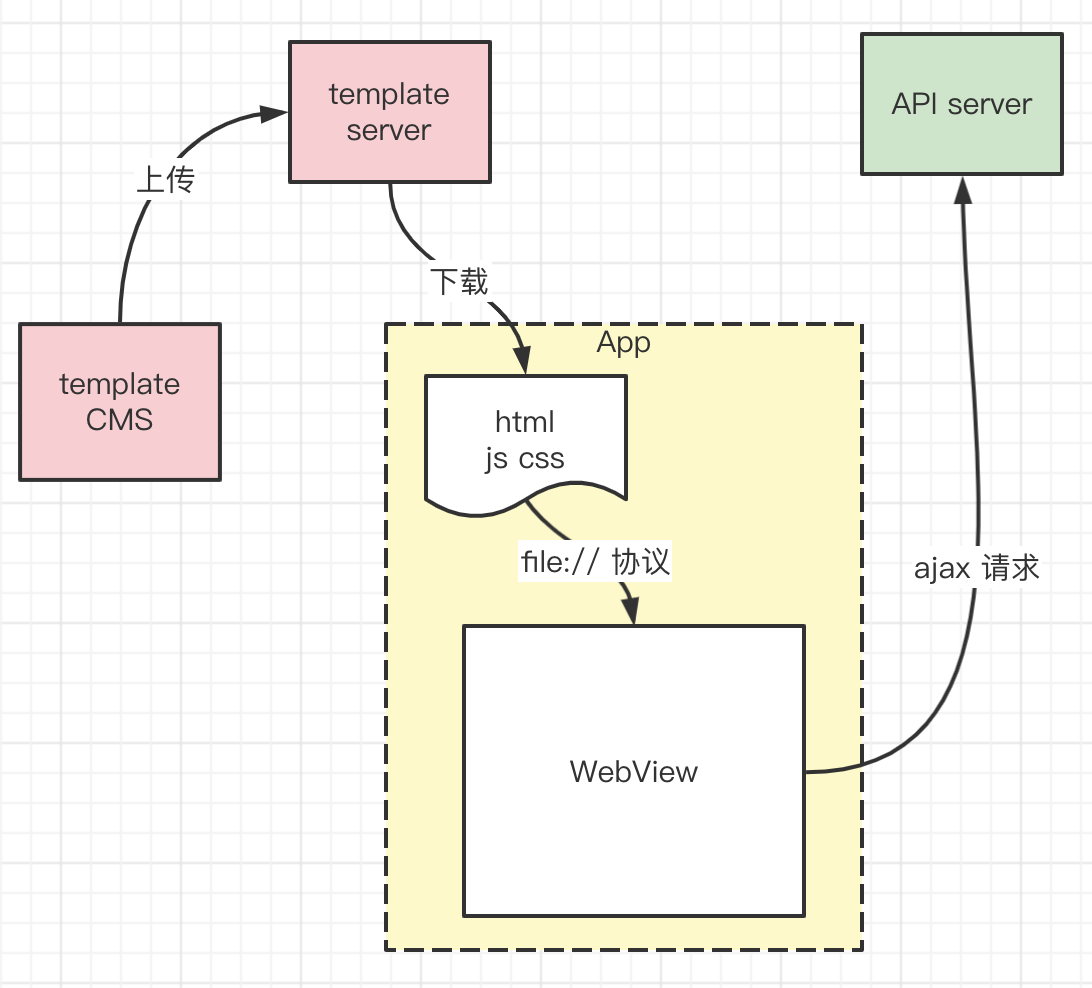 template
server
API server
上传
下载
App
template
CMS
html
js css
file:// 协议
ajax 请求
WebView